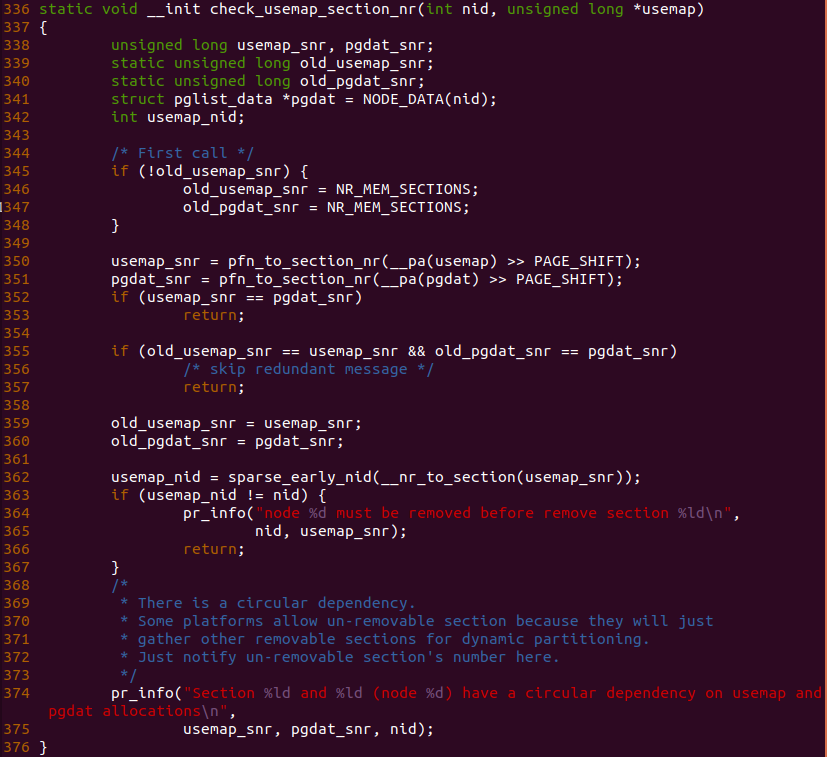 336 static void __init check_usemap_section_nr(int nid, unsigned long *usemap)
337 {
338         unsigned long usemap_snr, pgdat_snr;
339         static unsigned long old_usemap_snr;
340         static unsigned long old_pgdat_snr;
341         struct pglist_data *pgdat = NODE_DATA(nid);
342         int usemap_nid;
343
344         /* First call */
345         if (!old_usemap_snr) {
346                 old_usemap_snr = NR_MEM_SECTIONS;
347                 old_pgdat_snr = NR_MEM_SECTIONS;
348         }
349
350         usemap_snr = pfn_to_section_nr(__pa(usemap) >> PAGE_SHIFT);
351         pgdat_snr = pfn_to_section_nr(__pa(pgdat) >> PAGE_SHIFT);
352         if (usemap_snr == pgdat_snr)
353                 return;
354
355         if (old_usemap_snr == usemap_snr && old_pgdat_snr == pgdat_snr)
356                 /* skip redundant message */
357                 return;
358
359         old_usemap_snr = usemap_snr;
360         old_pgdat_snr = pgdat_snr;
361
362         usemap_nid = sparse_early_nid(__nr_to_section(usemap_snr));
363         if (usemap_nid != nid) {
364                 pr_info("node %d must be removed before remove section %ld\n",
365                         nid, usemap_snr);
366                 return;
367         }
368         /*
369          * There is a circular dependency.
370          * Some platforms allow un-removable section because they will just
371          * gather other removable sections for dynamic partitioning.
372          * Just notify un-removable section's number here.
373          */
374         pr_info("Section %ld and %ld (node %d) have a circular dependency on usemap and
 pgdat allocations\n",
375                 usemap_snr, pgdat_snr, nid);
376 }